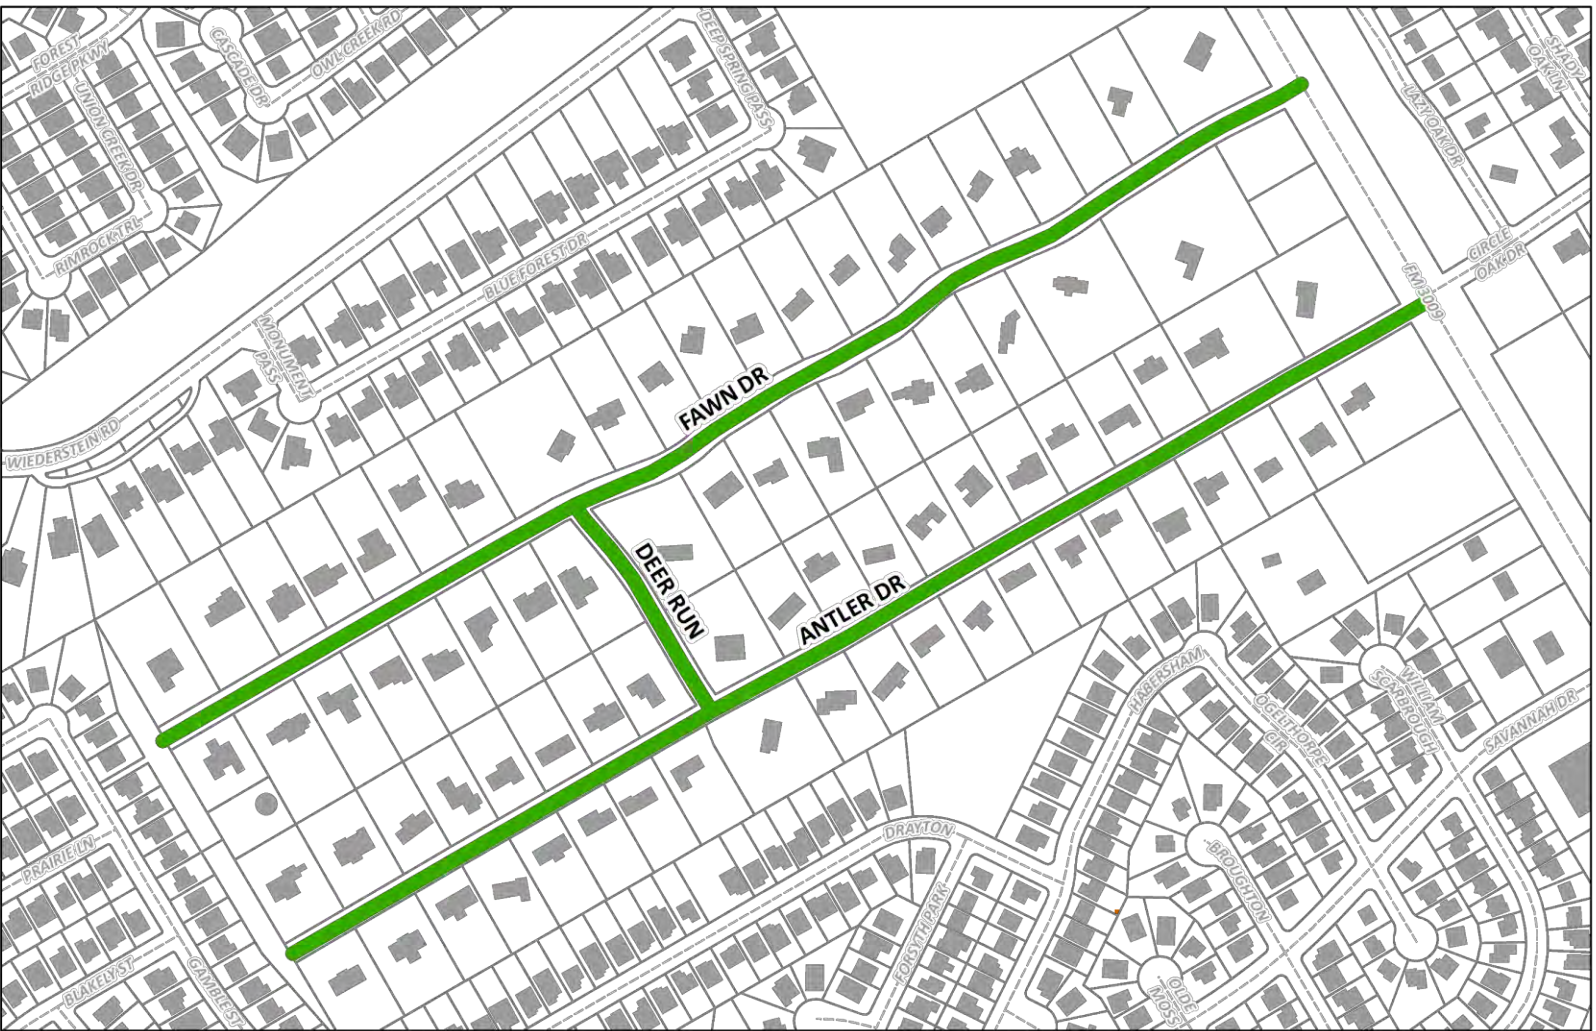 FOREST
RIDGE PKWY
CASCADE DR
OWL CREEK RD
DEEP SPRING PASS
SHADY
OAK LN
UNION CREEK DR
LAZY OAK DR
RIMROCK TRL
BLUE FOREST DR
CIRCLE
OAK DR
FM 3009
MONUMENT
PASS
WIEDERSTEIN RD
FAWN DR
DEER RUN
ANTLER DR
HABERSHAM
OGELTHORPE
CIR
WILLIAM
SCARBROUGH
SAVANNAH DR
DRAYTON
PRAIRIE LN
BROUGHTON
FORSYTH PARK
BLAKELY ST
GAMBLE ST
OLDE
MOSS